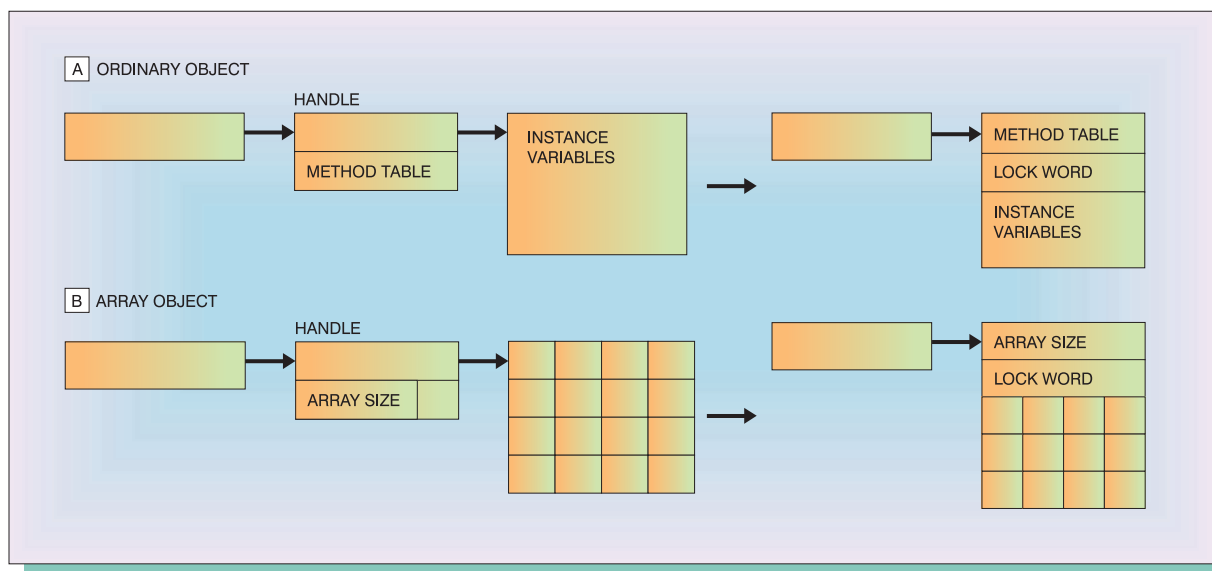 A ORDINARY OBJECT
HANDLE
METHOD TABLE
INSTANCE
VARIABLES
METHOD TABLE
LOCK WORD
INSTANCE
VARIABLES
B ARRAY OBJECT
HANDLE
ARRAY SIZE
ARRAY SIZE
LOCK WORD